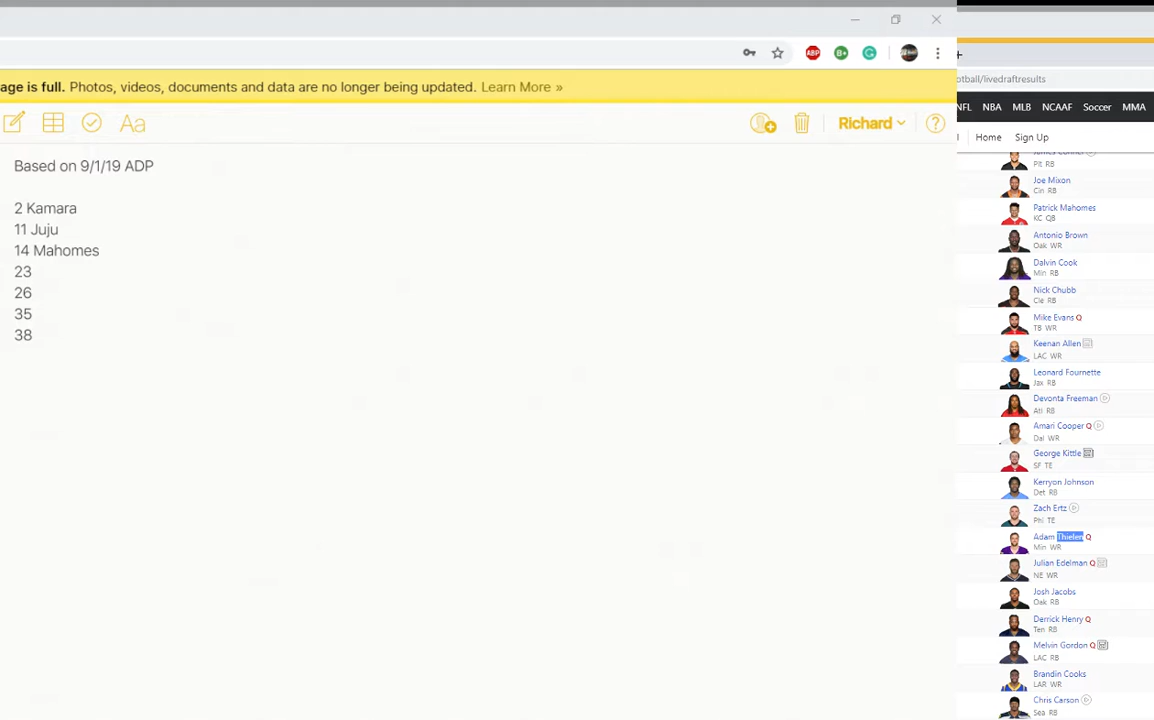 age is full. Photos, videos, documents and data are no longer being updated. Learn More »
Aa
Richard
?
Based on 9/1/19 ADP
2 Kamara
11 Juju
14 Mahomes
23
26
35
38
ABP
B+
otball/livedraftresults
NFL NBA MLB NCAAF Soccer MMA
Home Sign Up
James Conner
Pit RB
Joe Mixon
Cin RB
Patrick Mahomes
KC QB
Antonio Brown
Oak WR
Dalvin Cook
Min RB
Nick Chubb
Cle RB
Mike Evans Q
TB WR
Keenan Allen
LAC WR
Leonard Fournette
Jax RB
Devonta Freeman
Atl RB
Amari Cooper Q
Dal WR
George Kittle
SF TE
Kerryon Johnson
Det RB
Zach Ertz
Phi TE
Adam Thielen Q
Min WR
Julian Edelman Q
NE WR
Josh Jacobs
Oak RB
Derrick Henry Q
Ten RB
Melvin Gordon Q
LAC RB
Brandin Cooks
LAR WR
Chris Carson
Sea RB